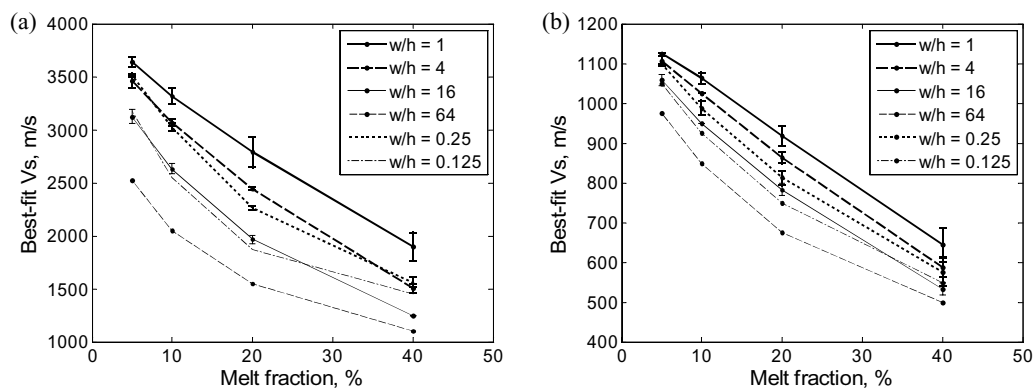 (a)
4000
3500
3000
2500
2000
1500
1000
Best-fit Vs, m/s
0 10 20 30 40 50
Melt fraction, %
w/h = 1
w/h = 4
w/h = 16
w/h = 64
w/h = 0.25
w/h = 0.125
(b)
1200
1100
1000
900
800
700
600
500
400
Best-fit Vs, m/s
0 10 20 30 40 50
Melt fraction, %
w/h = 1
w/h = 4
w/h = 16
w/h = 64
w/h = 0.25
w/h = 0.125